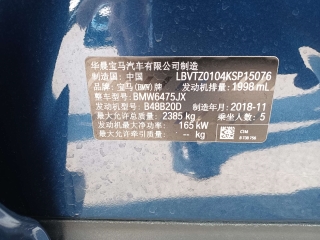 华晨宝马汽车有限公司制造
制造国：中国 LBVTZ0104KSP15076
品牌：宝马(BMW)牌 发动机排量：1998 mL
整车型号：BMW6475JX
发动机型号：B48B20D 制造年月：2018-11
最大允许总质量：2385 kg 乘坐人数：5
发动机最大净功率：165 kW
最大允许牵引质量：-- kg
CMA